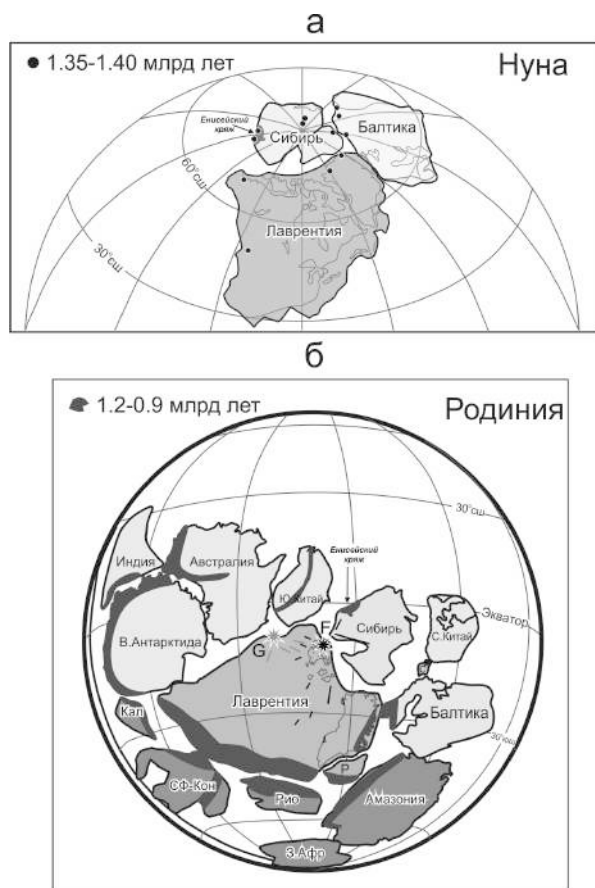 а
1.35-1.40 млрд лет
Нуна
Енисейский
кряж
Сибирь
Балтика
60°сш
Лаврентия
30°сш
б
1.2-0.9 млрд лет
Родиния
30°сш
Енисейский
кряж
Индия
Австралия
Ю.Китай
Экватор
F
Сибирь
С.Китай
G
В.Антарктида
Лаврентия
Балтика
Кал
30°юш
Р
СФ-Кон
Рио
Амазония
З.Афр